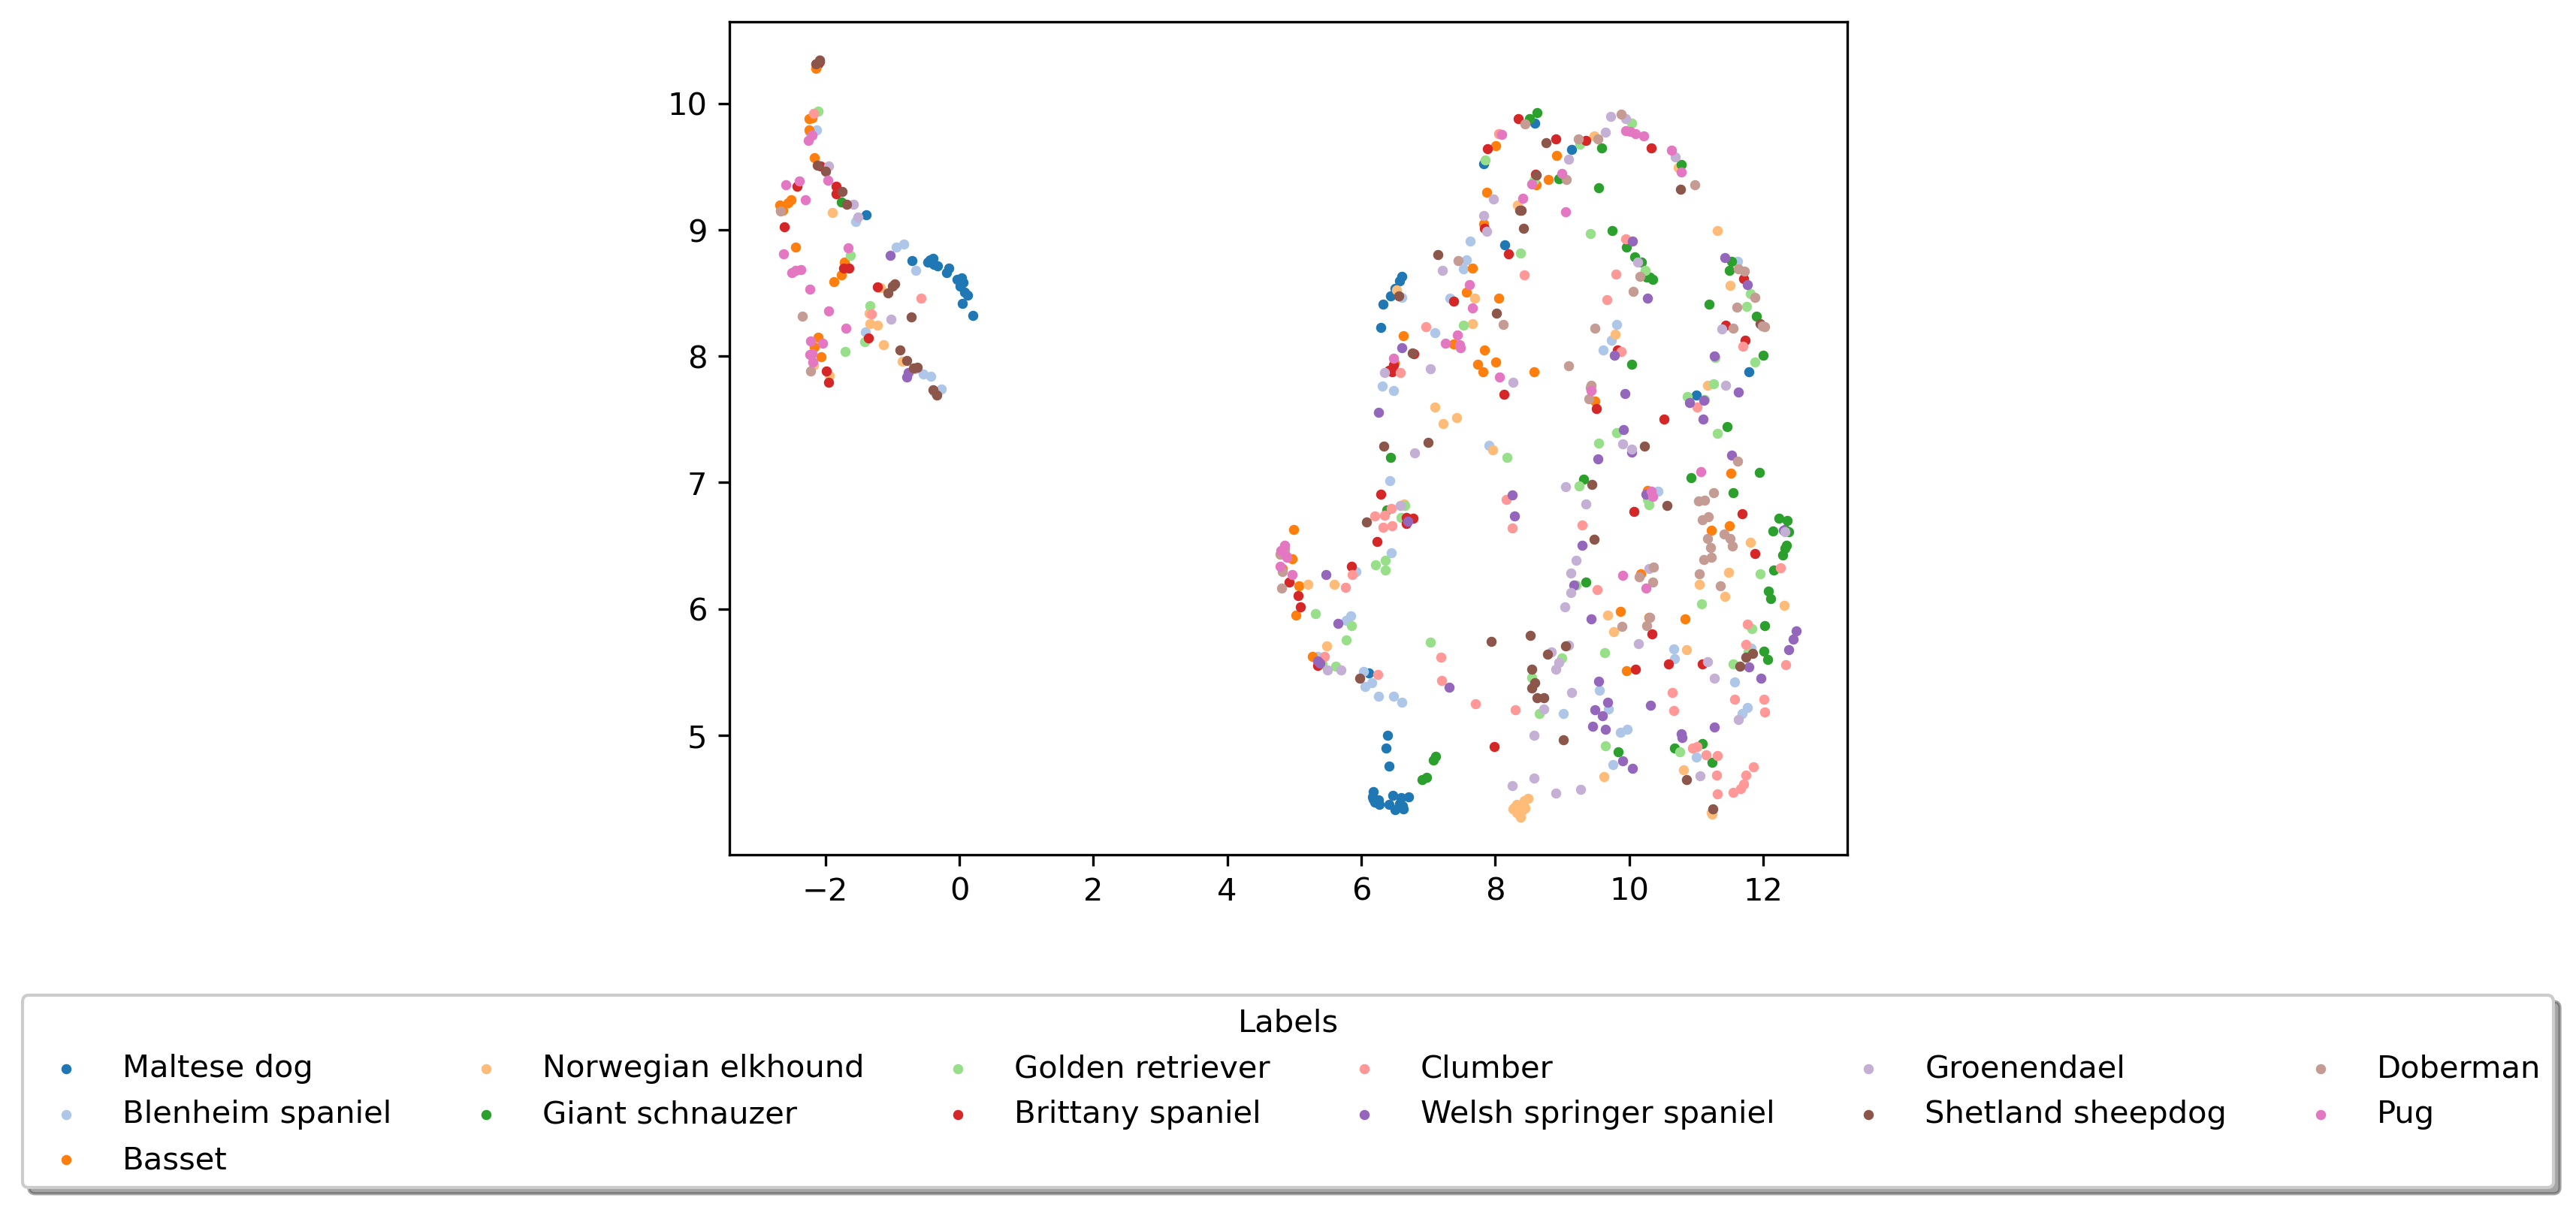 10
9
8
7
6
5
−2 0 2 4 6 8 10 12
Labels
Maltese dog Norwegian elkhound Golden retriever Clumber Groenendael Doberman
Blenheim spaniel Giant schnauzer Brittany spaniel Welsh springer spaniel Shetland sheepdog Pug
Basset